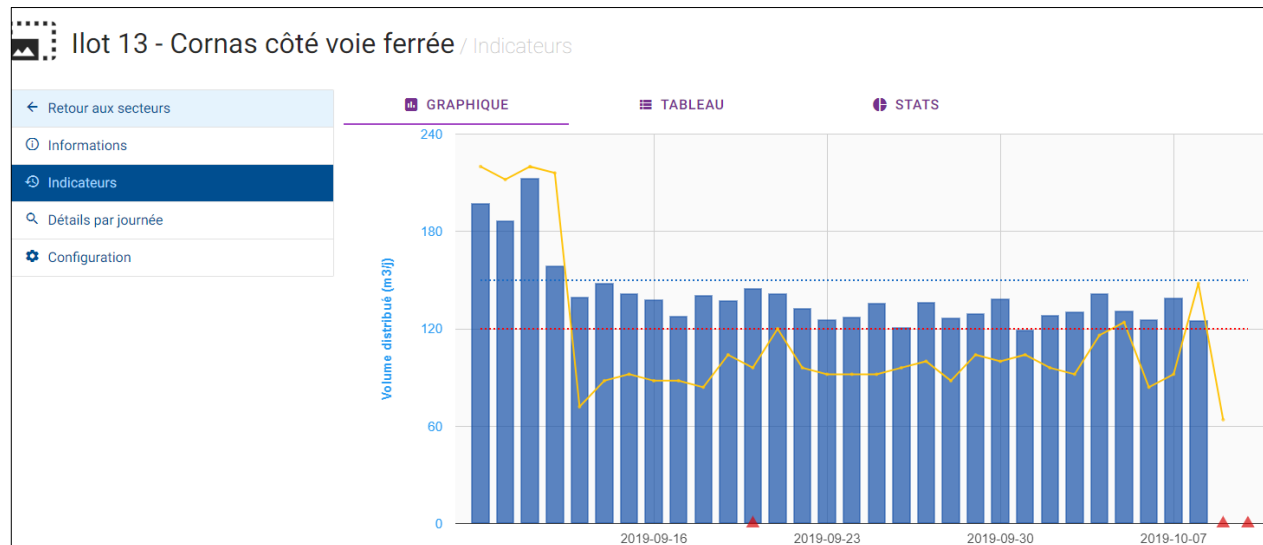 Ilot 13 - Cornas côté voie ferrée / Indicateurs
Retour aux secteurs
Informations
Indicateurs
Détails par journée
Configuration
GRAPHIQUE
TABLEAU
STATS
Volume distribué (m3/j)
240
180
120
60
0
2019-09-16
2019-09-23
2019-09-30
2019-10-07